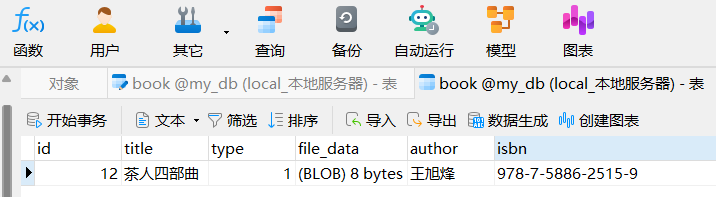 函数 用户 其它 查询 备份 自动运行 模型 图表
对象 book @my_db (local_本地服务器) - 表 book @my_db (local_本地服务器) - 表
开始事务 文本 筛选 排序 导入 导出 数据生成 创建图表
id title type file_data author isbn
12 茶人四部曲 1 (BLOB) 8 bytes 王旭烽 978-7-5886-2515-9